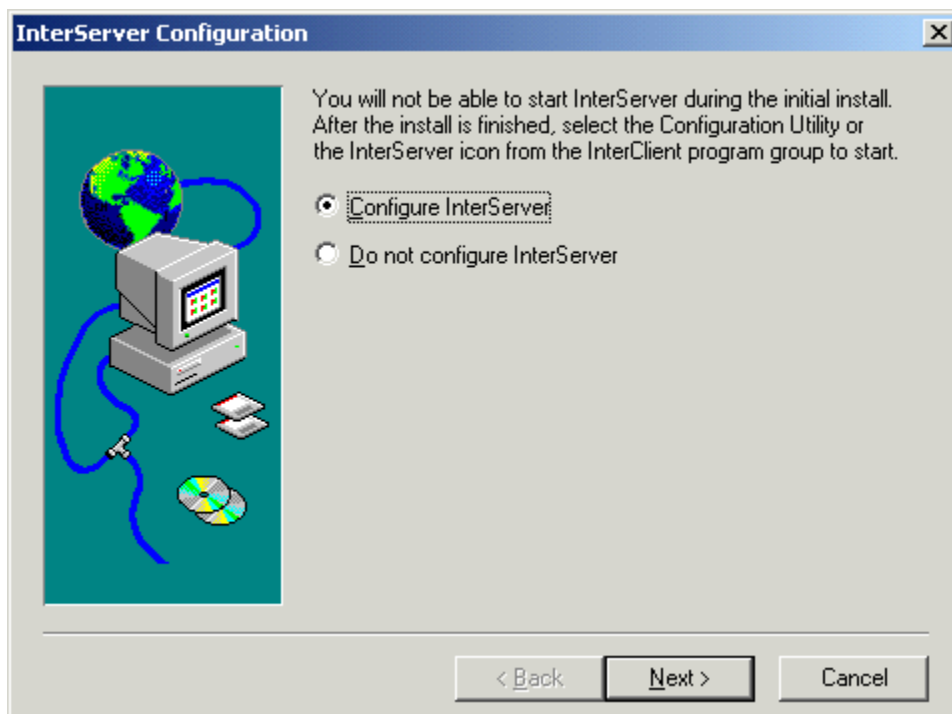 InterServer Configuration
You will not be able to start InterServer during the initial install.
After the install is finished, select the Configuration Utility or
the InterServer icon from the InterClient program group to start.
Configure InterServer
Do not configure InterServer
< Back
Next >
Cancel